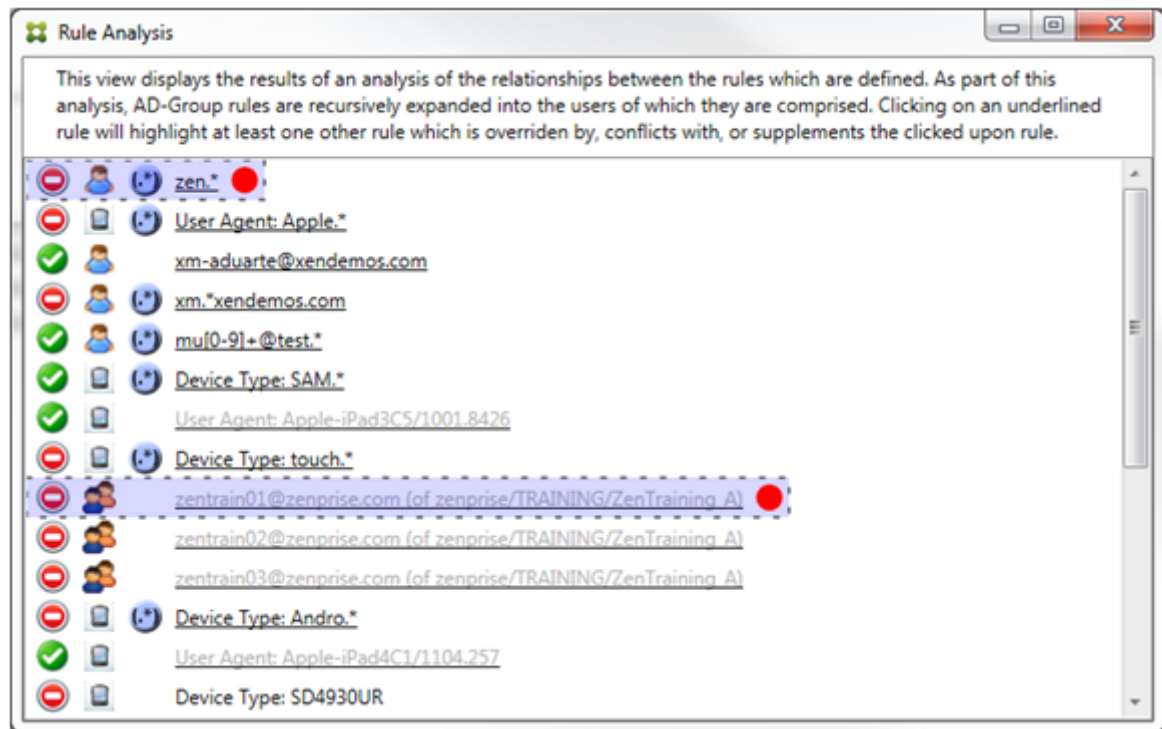 Rule Analysis
This view displays the results of an analysis of the relationships between the rules which are defined. As part of this
analysis, AD-Group rules are recursively expanded into the users of which they are comprised. Clicking on an underlined
rule will highlight at least one other rule which is overriden by, conflicts with, or supplements the clicked upon rule.
(.*) zen.*
(.*) User Agent: Apple.*
xm-aduarte@xendemos.com
(.*) xm.*xendemos.com
(.*) mu[0-9]+@test.*
(.*) Device Type: SAM.*
User Agent: Apple-iPad3C5/1001.8426
(.*) Device Type: touch.*
zentrain01@zenprise.com (of zenprise/TRAINING/ZenTraining_A)
zentrain02@zenprise.com (of zenprise/TRAINING/ZenTraining_A)
zentrain03@zenprise.com (of zenprise/TRAINING/ZenTraining_A)
(.*) Device Type: Andro.*
User Agent: Apple-iPad4C1/1104.257
Device Type: SD4930UR